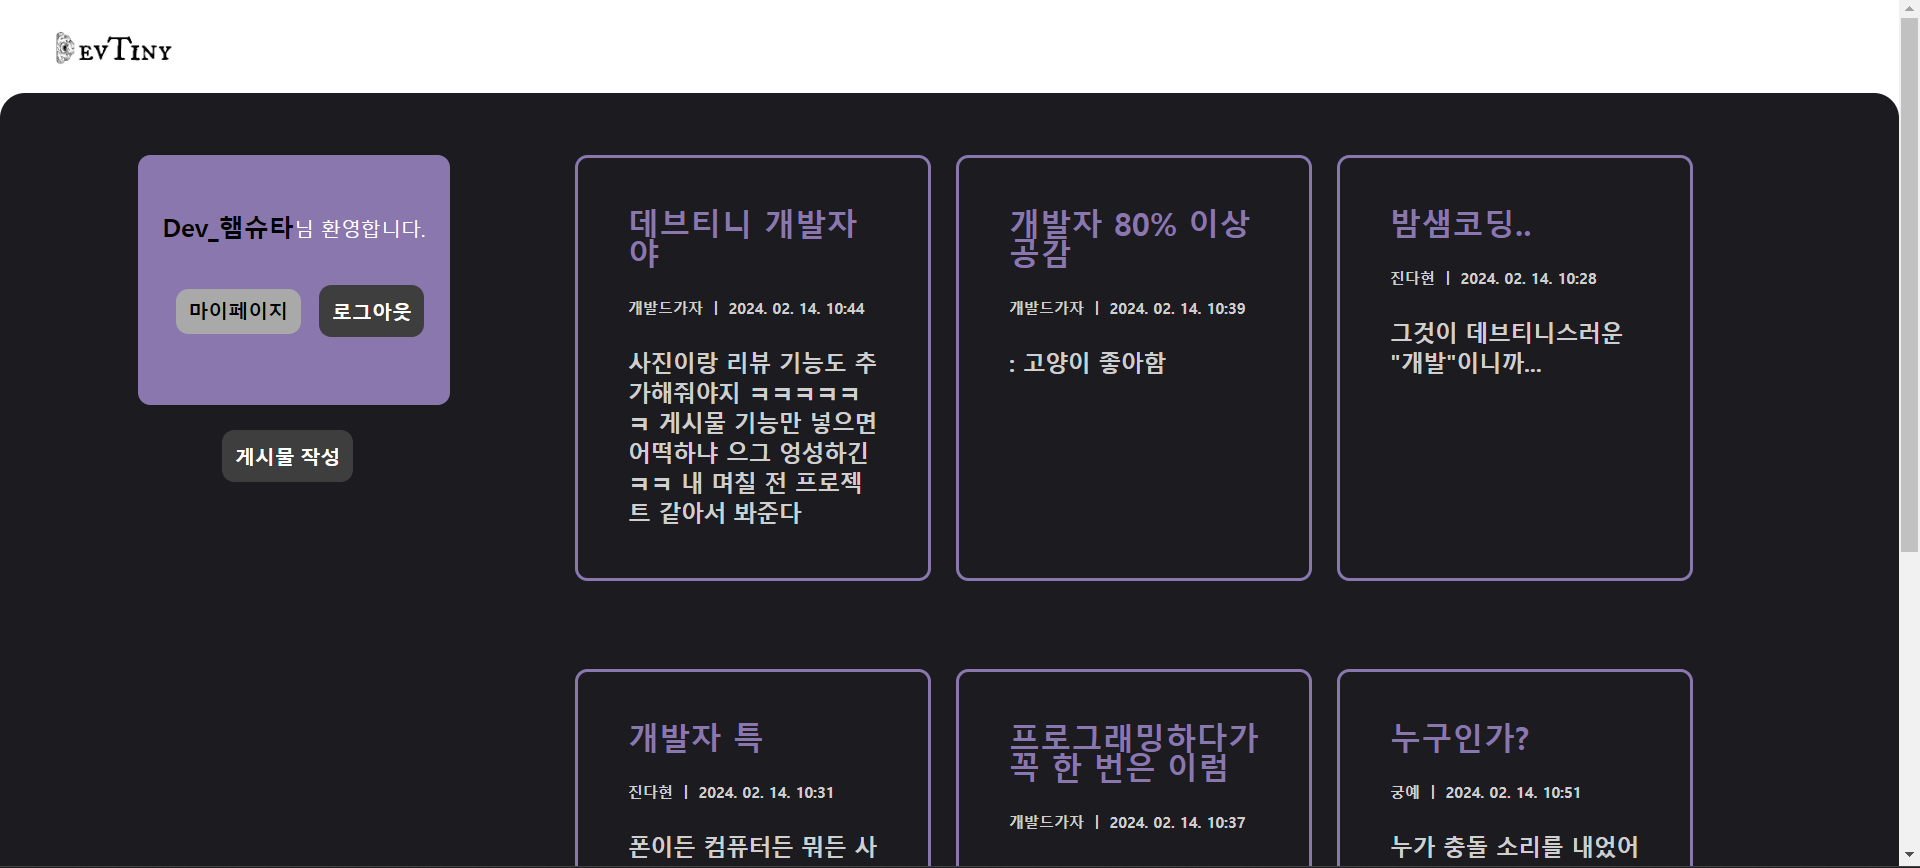 DEVTINY
Dev_햄슈타님 환영합니다.
마이페이지
로그아웃
게시물 작성
데브티니 개발자
야
개발드가자 | 2024. 02. 14. 10:44
사진이랑 리뷰 기능도 추
가해줘야지 ㅋㅋㅋㅋㅋ
ㅋ 게시물 기능만 넣으면
어떡하냐 으그 엉성하긴
ㅋㅋ 내 며칠 전 프로젝
트 같아서 봐준다
개발자 80% 이상
공감
개발드가자 | 2024. 02. 14. 10:39
: 고양이 좋아함
밤샘코딩..
진다현 | 2024. 02. 14. 10:28
그것이 데브티니스러운
"개발"이니까...
개발자 특
진다현 | 2024. 02. 14. 10:31
폰이든 컴퓨터든 뭐든 사
프로그래밍하다가
꼭 한 번은 이럼
개발드가자 | 2024. 02. 14. 10:37
누구인가?
궁예 | 2024. 02. 14. 10:51
누가 충돌 소리를 내었어